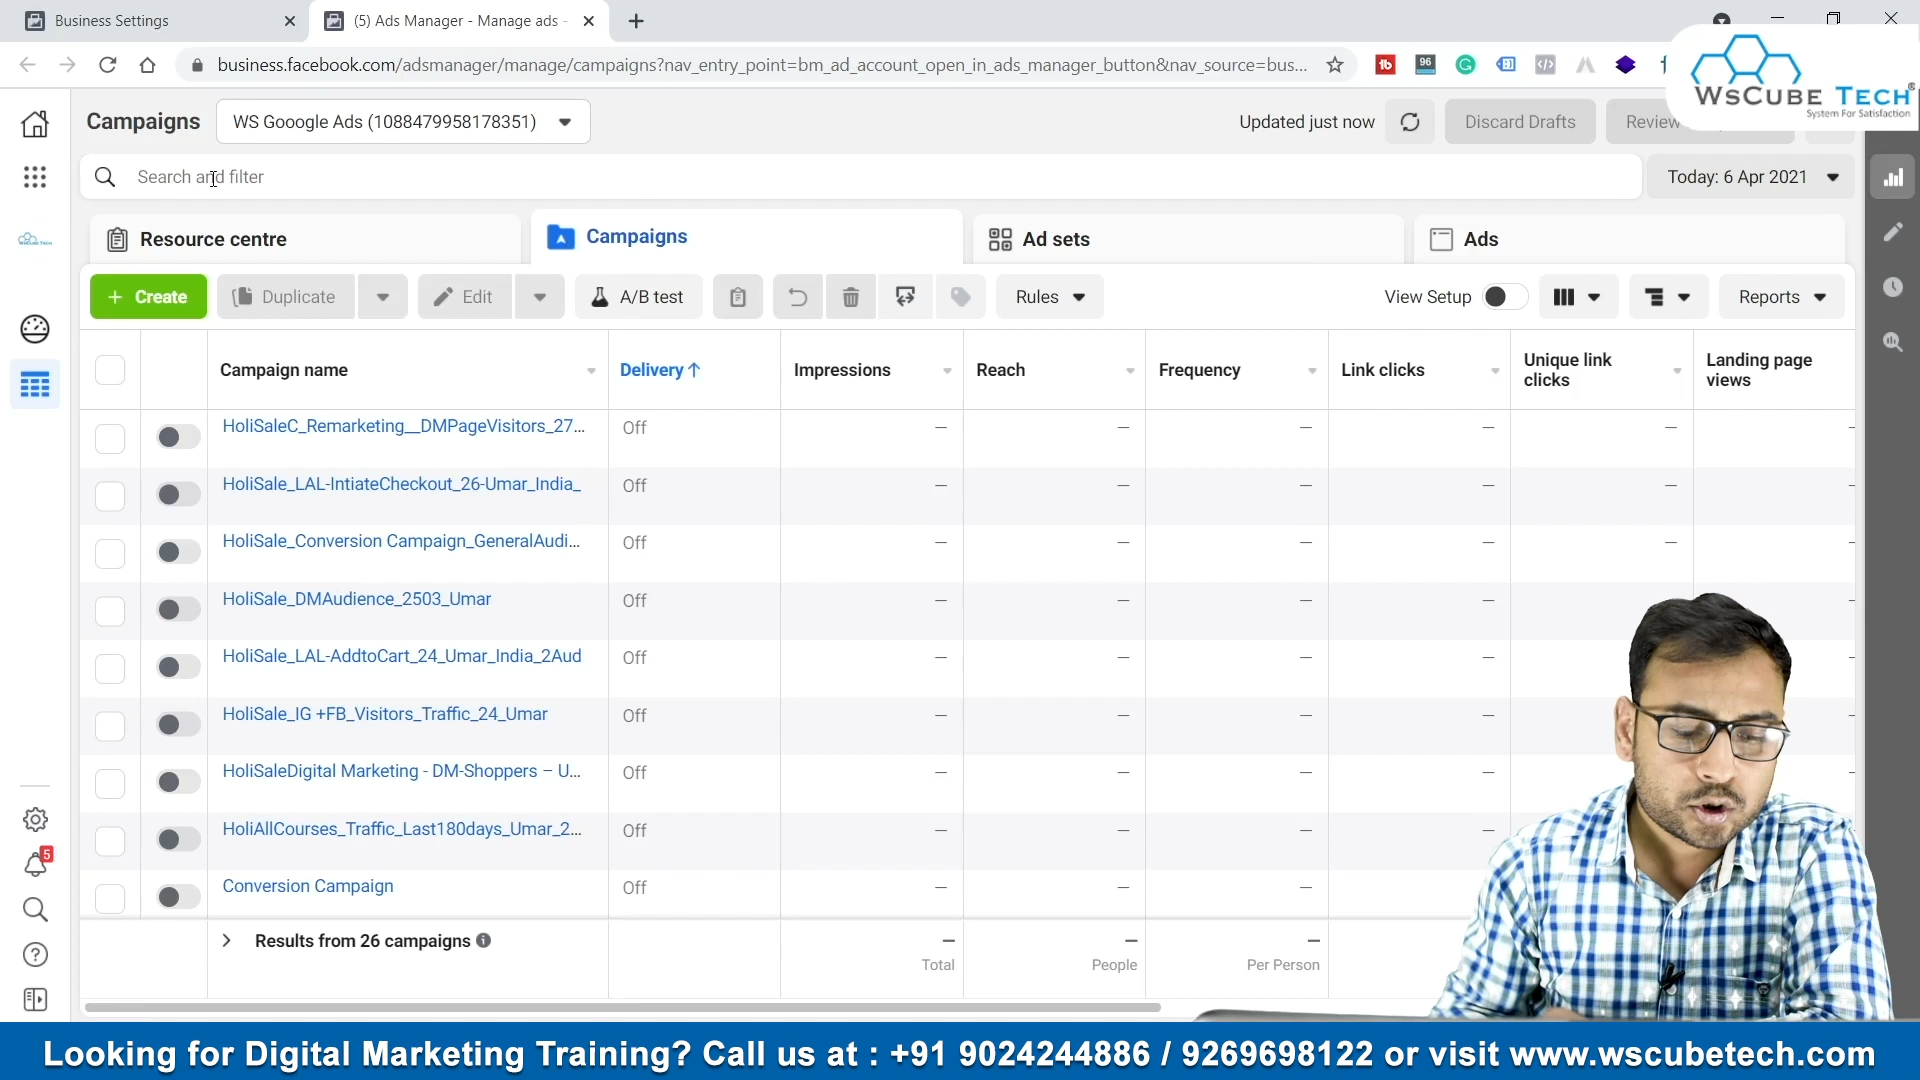 Business Settings
(5) Ads Manager - Manage ads -
business.facebook.com/adsmanager/manage/campaigns?nav_entry_point=bm_ad_account_open_in_ads_manager_button&nav_source=bus...
96
WsCube Tech®
System For Satisfaction
Campaigns
WS Gooogle Ads (1088479958178351)
Updated just now
Discard Drafts
Review
Search and filter
Today: 6 Apr 2021
Resource centre
Campaigns
Ad sets
Ads
+ Create
Duplicate
Edit
A/B test
Rules
View Setup
Reports
Campaign name
Delivery ↑
Impressions
Reach
Frequency
Link clicks
Unique link clicks
Landing page views
HoliSaleC_Remarketing__DMPageVisitors_27... Off — — — — —
HoliSale_LAL-IntiateCheckout_26-Umar_India_ Off — — — — —
HoliSale_Conversion Campaign_GeneralAudi... Off — — — — —
HoliSale_DMAudience_2503_Umar Off — — — —
HoliSale_LAL-AddtoCart_24_Umar_India_2Aud Off — — — —
HoliSale_IG +FB_Visitors_Traffic_24_Umar Off — — — —
HoliSaleDigital Marketing - DM-Shoppers – U... Off — — — —
HoliAllCourses_Traffic_Last180days_Umar_2... Off — — — —
Conversion Campaign Off — — —
Results from 26 campaigns — — —
Total People Per Person
5
Looking for Digital Marketing Training? Call us at : +91 9024244886 / 9269698122 or visit www.wscubetech.com